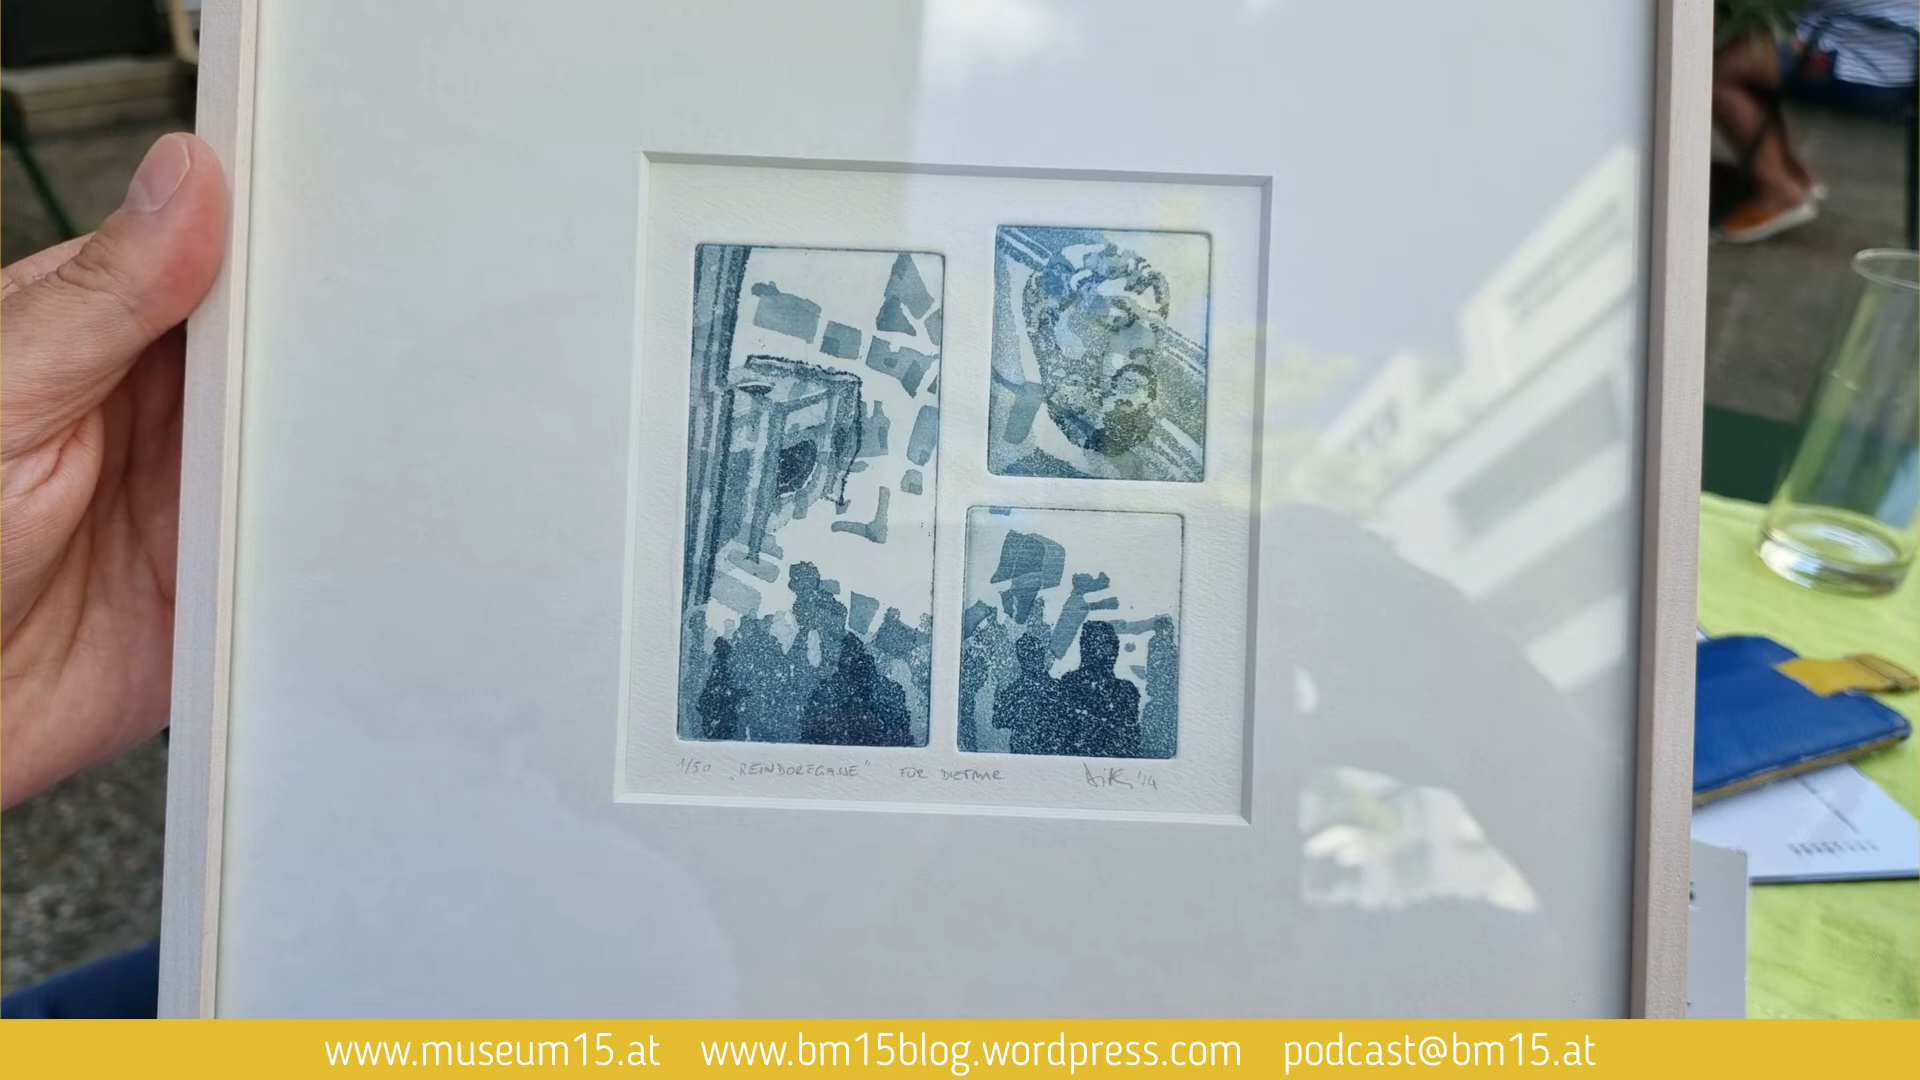 1/50 „REINDORFGASSE“ FÜR DIETMAR
www.museum15.at www.bm15blog.wordpress.com podcast@bm15.at